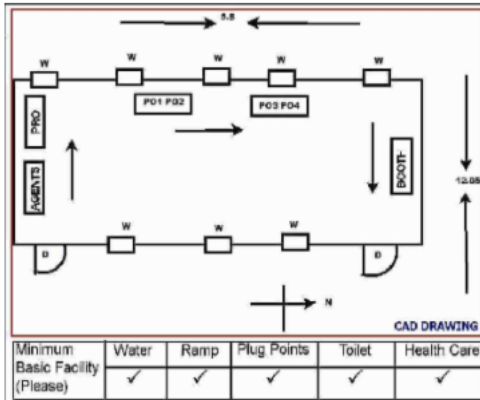 5.8
W W W W W
PO1 PO2 PO3 PO4
PRO
AGENTS
BOOTH
12.05
W W W
D D
N
CAD DRAWING
Minimum Basic Facility (Please) Water Ramp Plug Points Toilet Health Care
✓ ✓ ✓ ✓ ✓